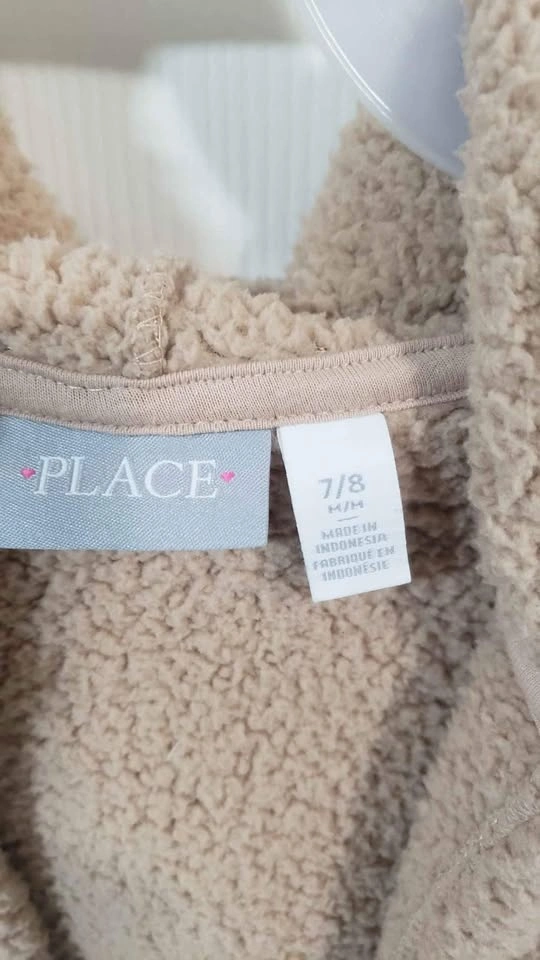 PLACE
7/8
M/M
MADE IN
INDONESIA
FABRIQUÉ EN
INDONÉSIE